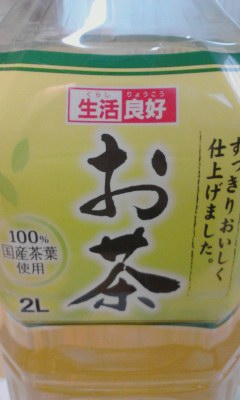 くらし りょうこう
生活良好
お茶
すっきりおいしく
仕上げました。
100%
国産茶葉
使用
2L